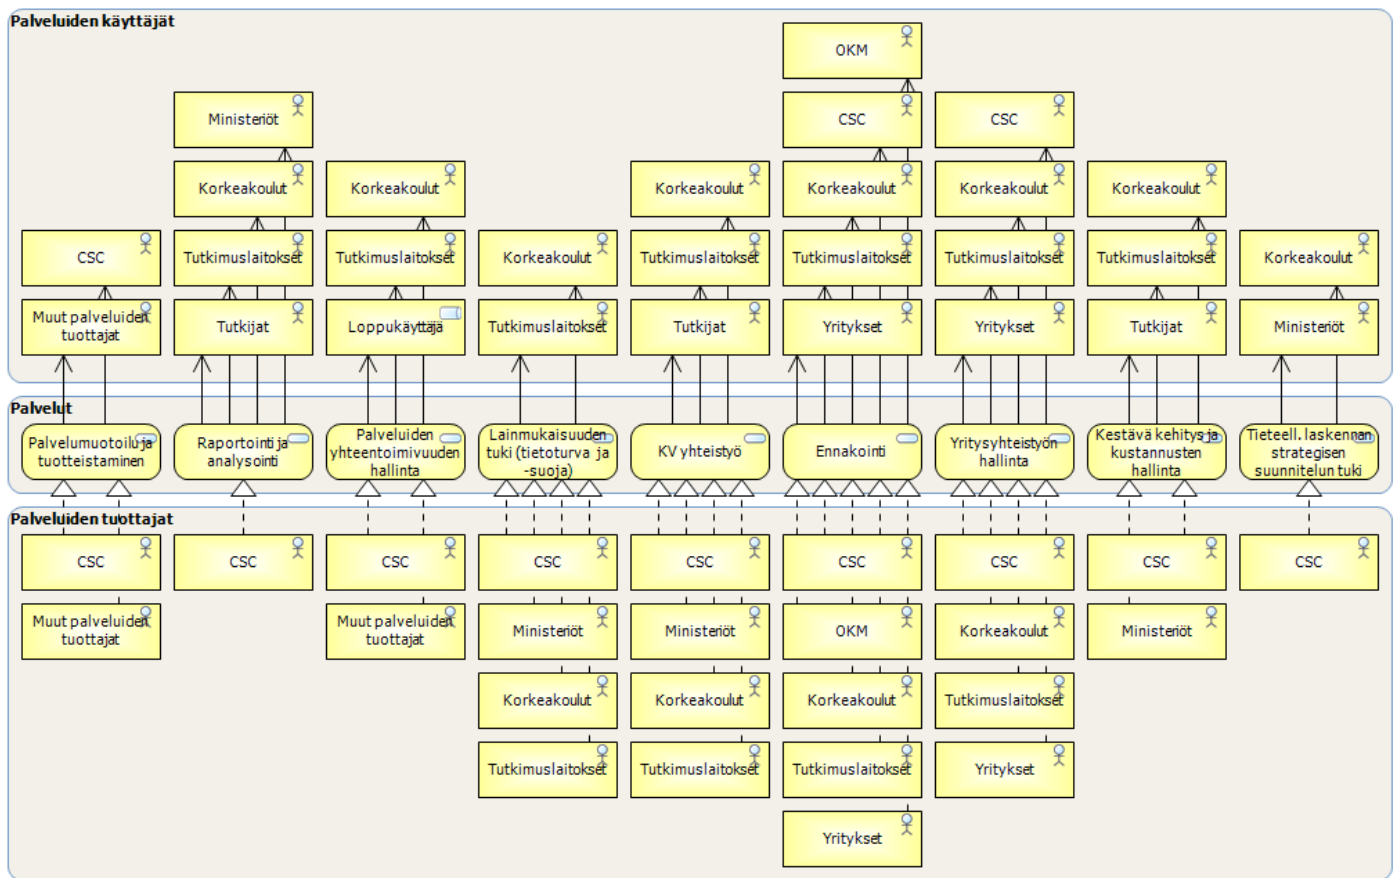 Palveluiden käyttäjät
OKM
Ministeriöt
CSC
CSC
Korkeakoulut
Korkeakoulut
Korkeakoulut
Korkeakoulut
Korkeakoulut
Korkeakoulut
CSC
Tutkimuslaitokset
Tutkimuslaitokset
Korkeakoulut
Tutkimuslaitokset
Tutkimuslaitokset
Tutkimuslaitokset
Tutkimuslaitokset
Korkeakoulut
Muut palveluiden
tuottajat
Tutkijat
Loppukäyttäjä
Tutkimuslaitokset
Tutkijat
Yritykset
Yritykset
Tutkijat
Ministeriöt
Palvelut
Palvelumuotoilu ja
tuotteistaminen
Raportointi ja
analysointi
Palveluiden
yhteentoimivuuden
hallinta
Lainmukaisuuden
tuki (tietoturva ja
-suoja)
KV yhteistyö
Ennakointi
Yritysyhteistyön
hallinta
Kestävä kehitys ja
kustannusten
hallinta
Tieteell. laskennan
strategisen
suunnitelun tuki
Palveluiden tuottajat
CSC
CSC
CSC
CSC
CSC
CSC
CSC
CSC
CSC
Muut palveluiden
tuottajat
Muut palveluiden
tuottajat
Ministeriöt
Ministeriöt
OKM
Korkeakoulut
Ministeriöt
Korkeakoulut
Korkeakoulut
Korkeakoulut
Tutkimuslaitokset
Tutkimuslaitokset
Tutkimuslaitokset
Tutkimuslaitokset
Yritykset
Yritykset